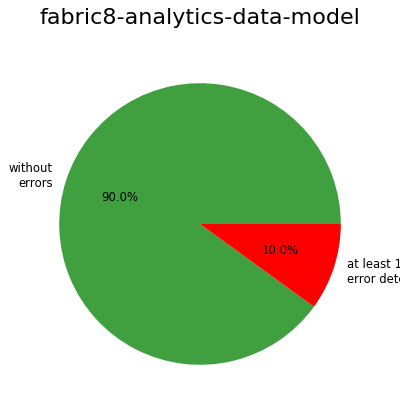 fabric8-analytics-data-model
without
errors
90.0%
10.0%
at least 1
error dete